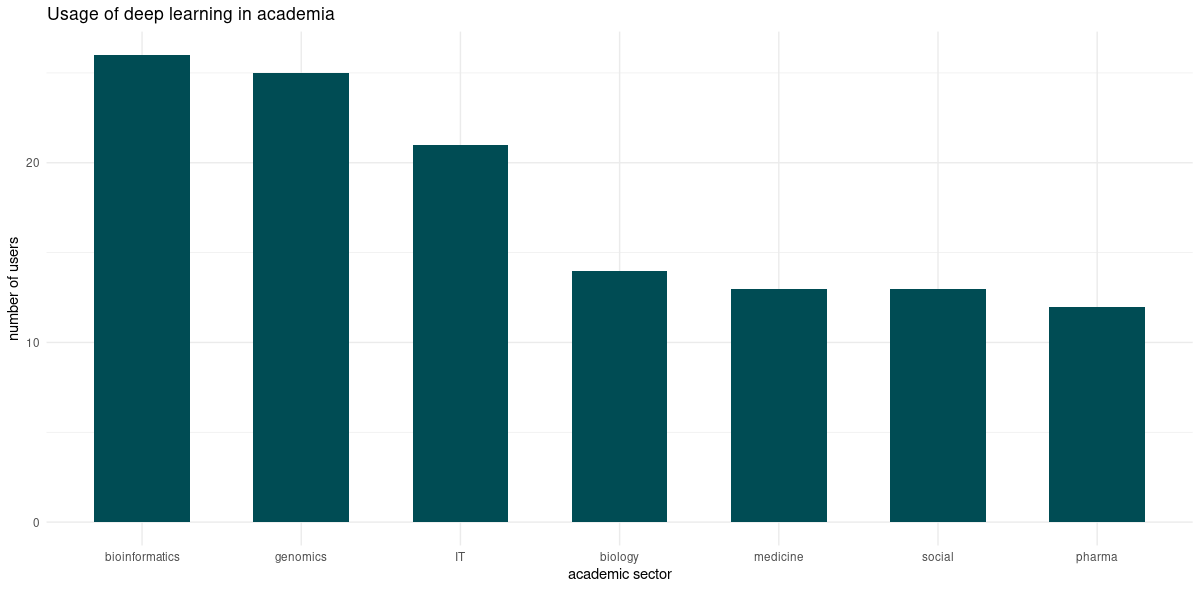 Usage of deep learning in academia
number of users
20
10
0
bioinformatics genomics IT biology medicine social pharma
academic sector